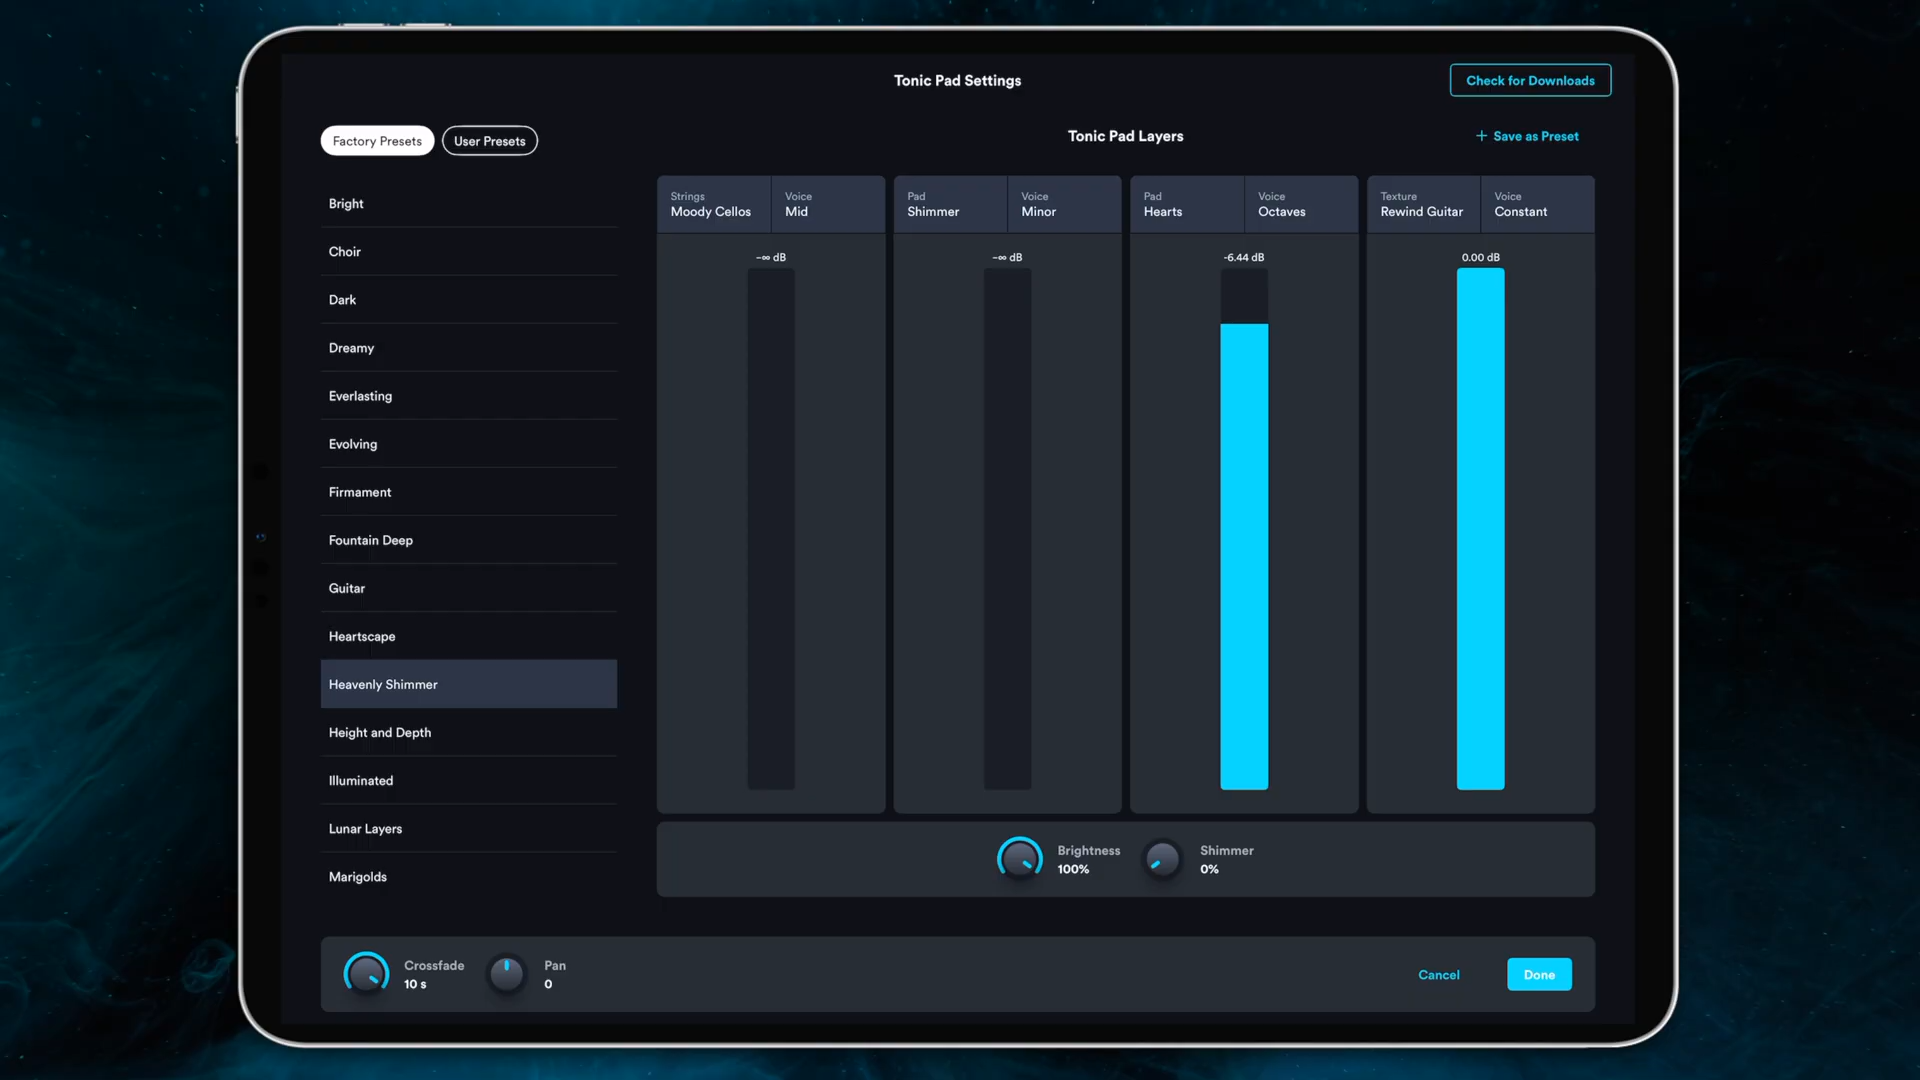 Tonic Pad Settings
Check for Downloads
Factory Presets
User Presets
Tonic Pad Layers
+ Save as Preset
Bright
Choir
Dark
Dreamy
Everlasting
Evolving
Firmament
Fountain Deep
Guitar
Heartscape
Heavenly Shimmer
Height and Depth
Illuminated
Lunar Layers
Marigolds
Strings
Moody Cellos
Voice
Mid
-∞ dB
Pad
Shimmer
Voice
Minor
-∞ dB
Pad
Hearts
Voice
Octaves
-6.44 dB
Texture
Rewind Guitar
Voice
Constant
0.00 dB
Brightness
100%
Shimmer
0%
Crossfade
10 s
Pan
0
Cancel
Done